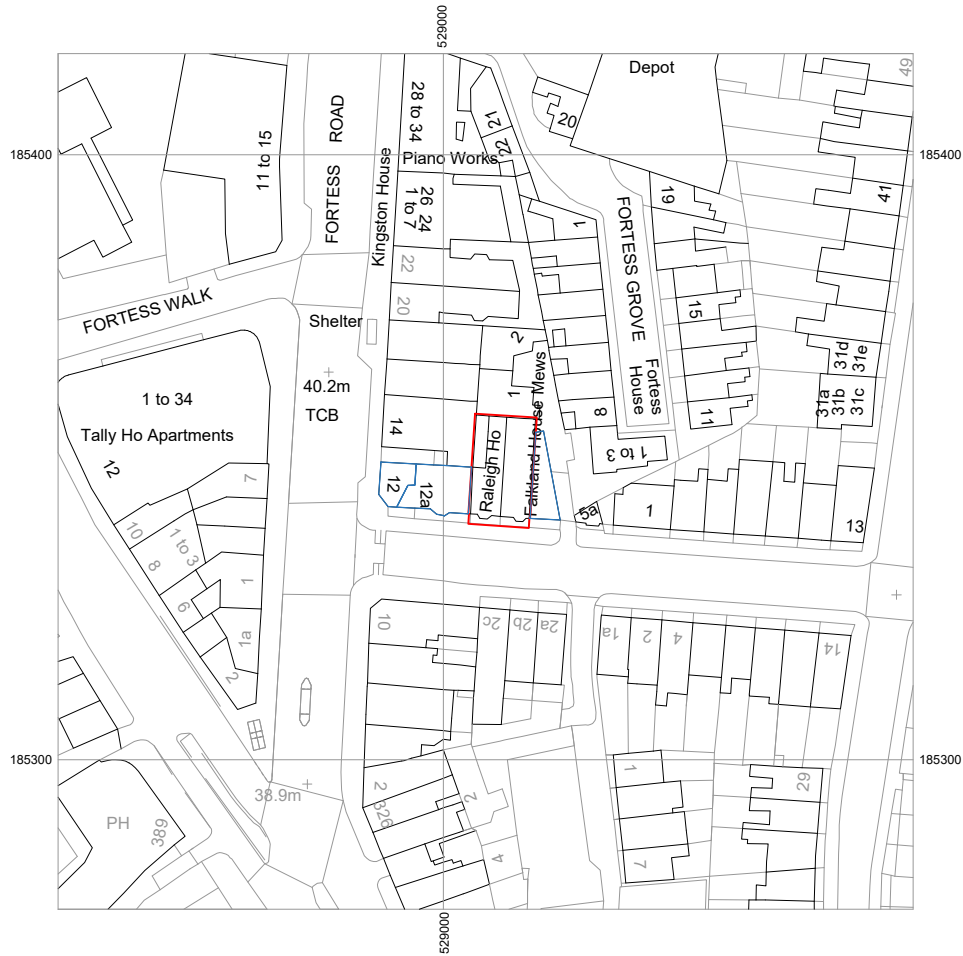 529000
Depot
49
20
21
22
28 to 34
FORTESS ROAD
11 to 15
185400
185400
Piano Works
Kingston House
26 24
1 to 7
19
41
1
FORTESS GROVE
22
20
FORTESS WALK
Shelter
15
2
31d
31e
Fortess
House
40.2m
TCB
1 to 34
Tally Ho Apartments
12
14
1
Falkland House Mews
8
11
31a
31b
31c
Raleigh Ho
1 to 3
7
12
12a
5a
1
13
10
1 to 3
8
1
6
1a
2
10
2c
2b
2a
1a
2
4
14
185300
185300
38.9m
2
326
2
4
1
7
29
PH
389
529000